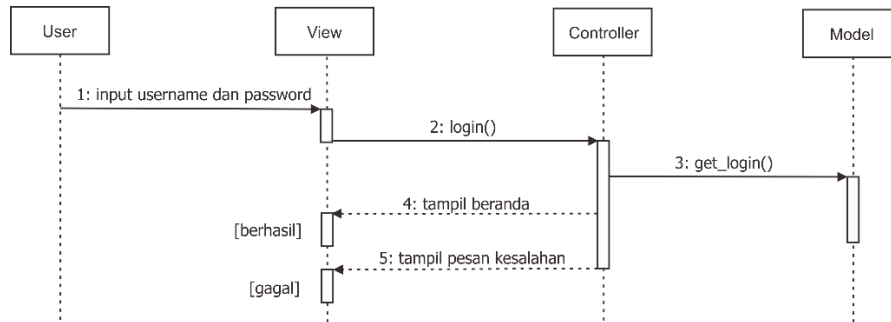 User
View
Controller
Model
1: input username dan password
2: login()
3: get_login()
4: tampil beranda
[berhasil]
5: tampil pesan kesalahan
[gagal]